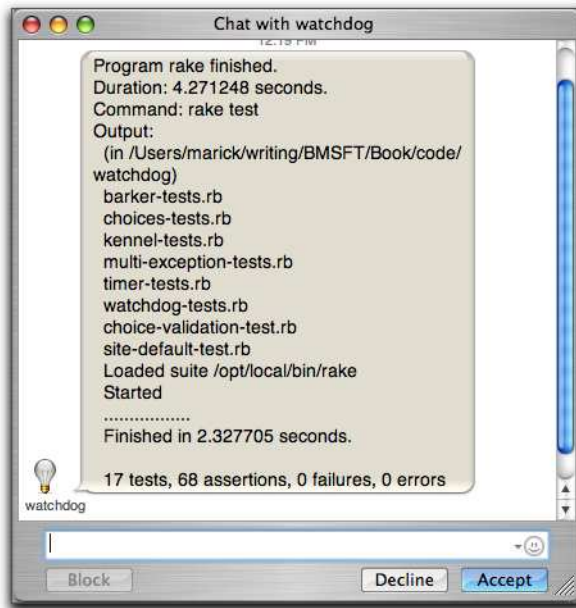 Chat with watchdog
12:19 PM
Program rake finished.
Duration: 4.271248 seconds.
Command: rake test
Output:
(in /Users/marick/writing/BMSFT/Book/code/
watchdog)
barker-tests.rb
choices-tests.rb
kennel-tests.rb
multi-exception-tests.rb
timer-tests.rb
watchdog-tests.rb
choice-validation-test.rb
site-default-test.rb
Loaded suite /opt/local/bin/rake
Started
.................
Finished in 2.327705 seconds.
17 tests, 68 assertions, 0 failures, 0 errors
watchdog
Block
Decline
Accept